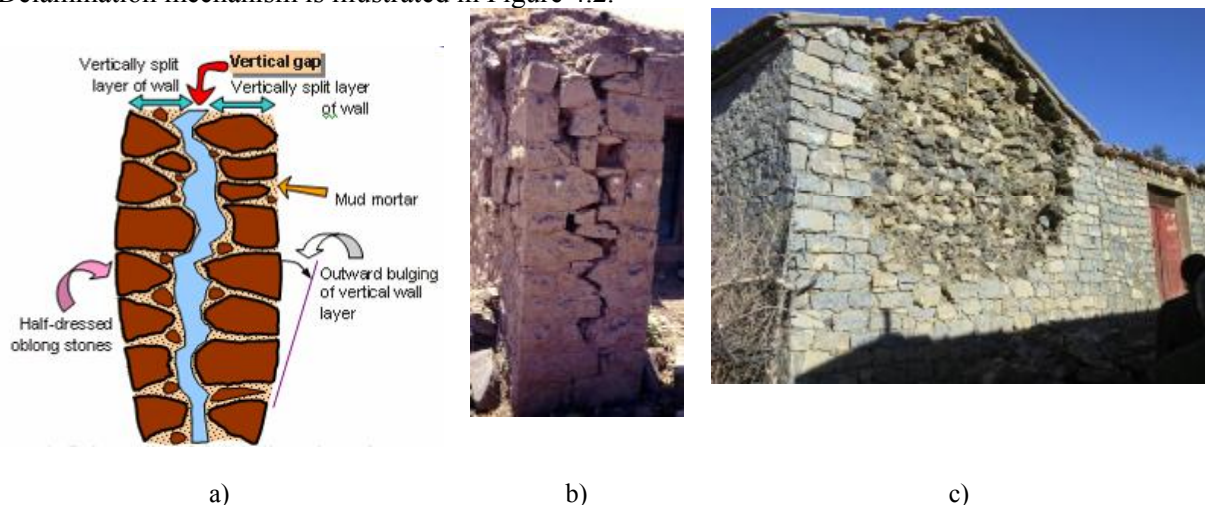 Delamination mechanism is illustrated in Figure 4.2.
Vertically split
layer of wall
Vertical gap
Vertically split layer
of wall
Mud mortar
Outward bulging
of vertical wall
layer
Half-dressed
oblong stones
a)
b)
c)